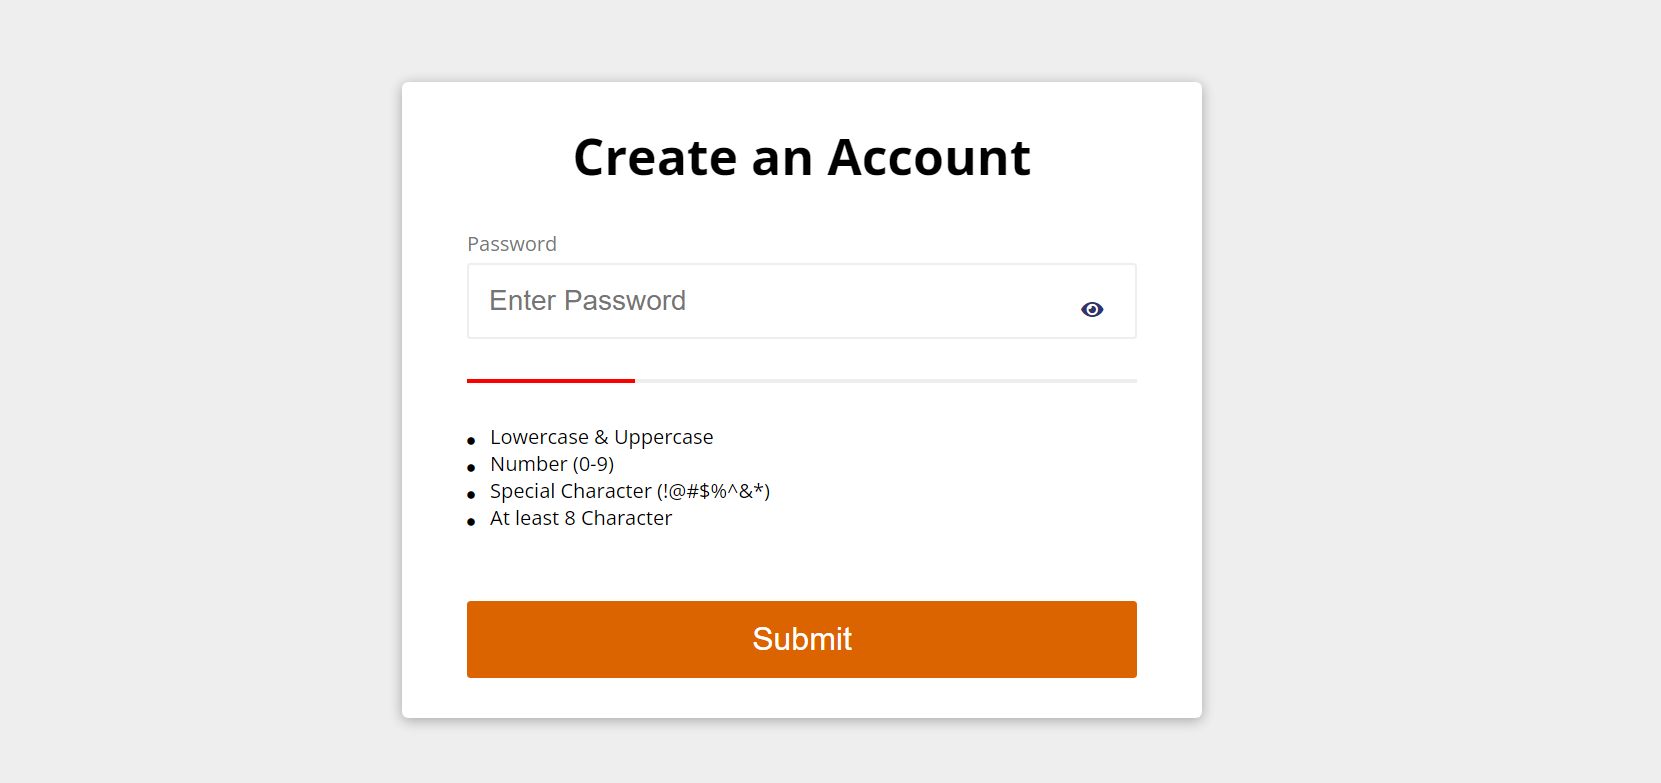 Create an Account
Password
Enter Password
Lowercase & Uppercase
Number (0-9)
Special Character (!@#$%^&*)
At least 8 Character
Submit